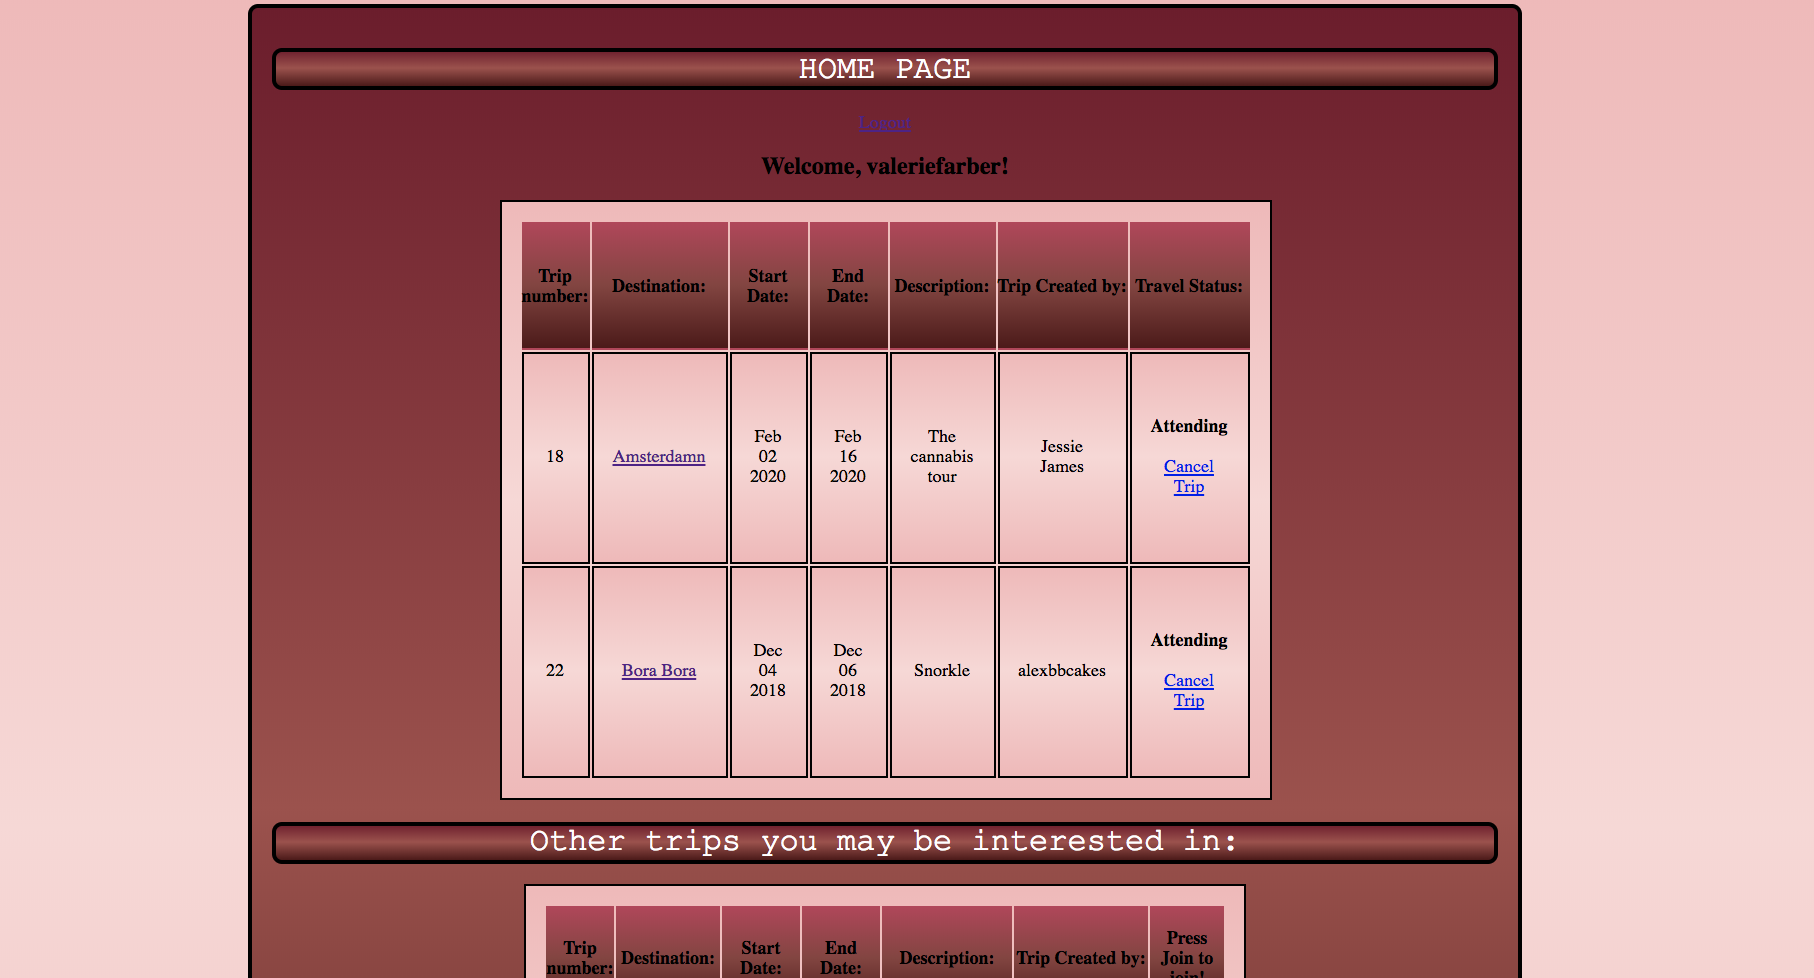 HOME PAGE
Logout
Welcome, valeriefarber!
Trip number: Destination: Start Date: End Date: Description: Trip Created by: Travel Status:
18 Amsterdamn Feb 02 2020 Feb 16 2020 The cannabis tour Jessie James Attending Cancel Trip
22 Bora Bora Dec 04 2018 Dec 06 2018 Snorkle alexbbcakes Attending Cancel Trip
Other trips you may be interested in:
Trip number: Destination: Start Date: End Date: Description: Trip Created by: Press Join to join!